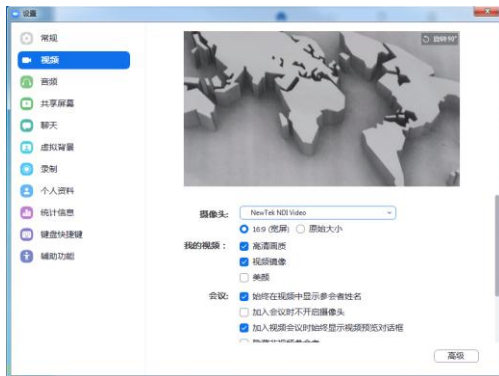 设置
常规
视频
音频
共享屏幕
聊天
虚拟背景
录制
个人资料
统计信息
键盘快捷键
辅助功能
旋转90°
摄像头: NewTek NDI Video
16:9 (宽屏) 原始大小
我的视频: 高清画质
视频镜像
美颜
会议: 始终在视频中显示参会者姓名
加入会议时不开启摄像头
加入视频会议时始终显示视频预览对话框
高级